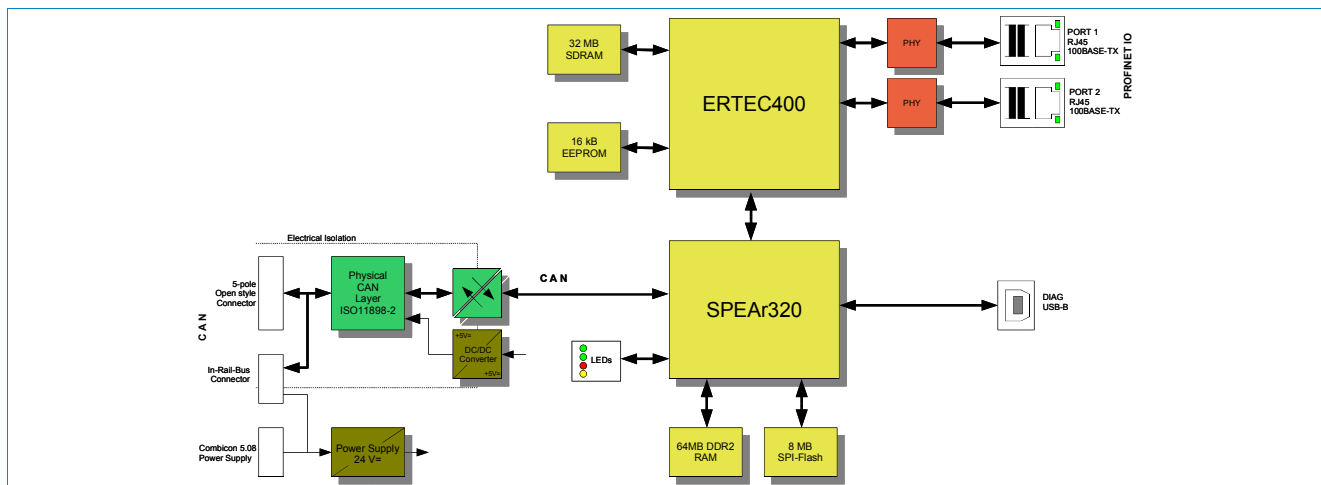 32 MB
SDRAM
16 kB
EEPROM
ERTEC400
PHY
PHY
PORT 1
RJ45
100BASE-TX
PORT 2
RJ45
100BASE-TX
PROFINET IO
Electrical Isolation
5-pole
Open style
Connector
Physical
CAN
Layer
ISO11898-2
CAN
SPEAr320
DIAG
USB-B
CAN
+5V=
DC/DC
Converter
+5V=
LEDs
In-Rail-Bus
Connector
Combicon 5.08
Power Supply
Power Supply
24 V=
64MB DDR2
RAM
8 MB
SPI-Flash